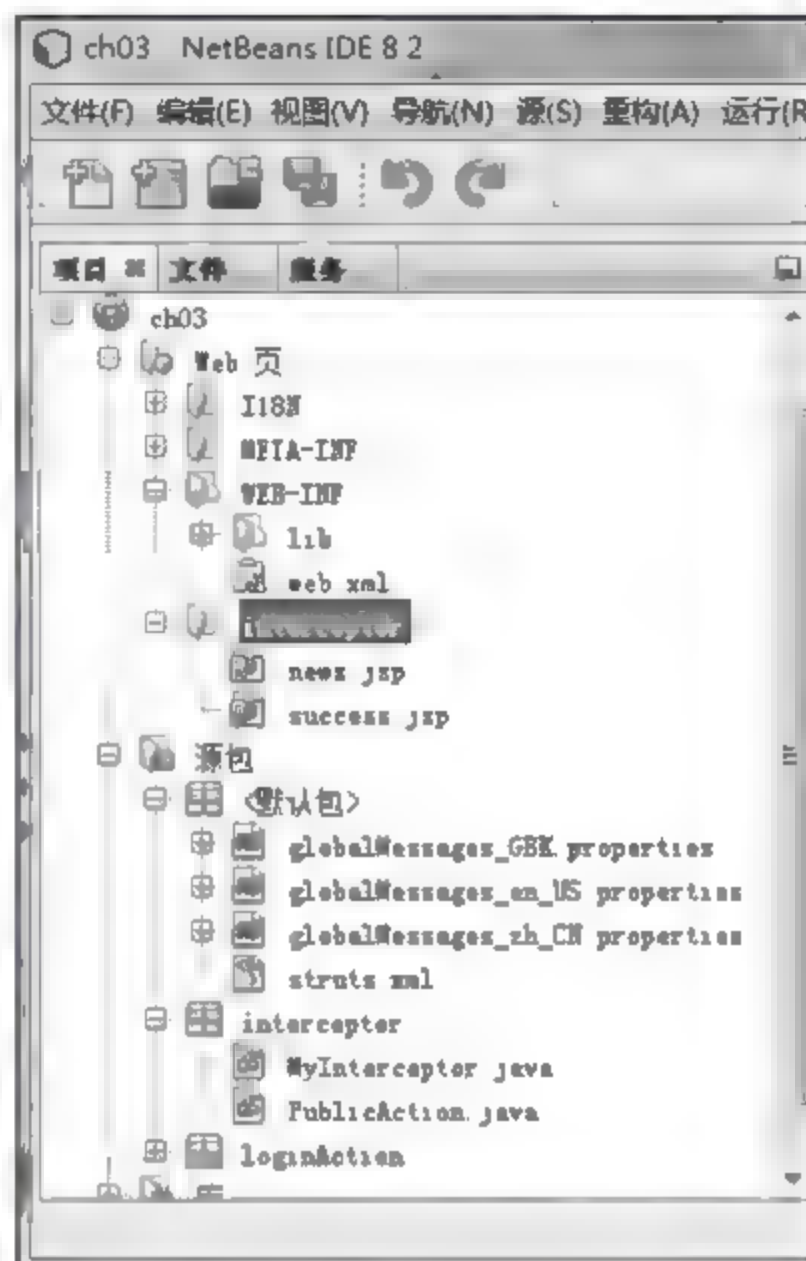 ch03 NetBeans IDE 8.2
文件(F) 编辑(E) 视图(V) 导航(N) 源(S) 重构(A) 运行(R
项目 文件 服务
ch03
Web 页
I18N
META-INF
WEB-INF
lib
web.xml
news.jsp
success.jsp
源包
<默认包>
globalMessages_GBK.properties
globalMessages_en_US.properties
globalMessages_zh_CN.properties
struts.xml
interceptor
MyInterceptor.java
PublicAction.java
loginAction